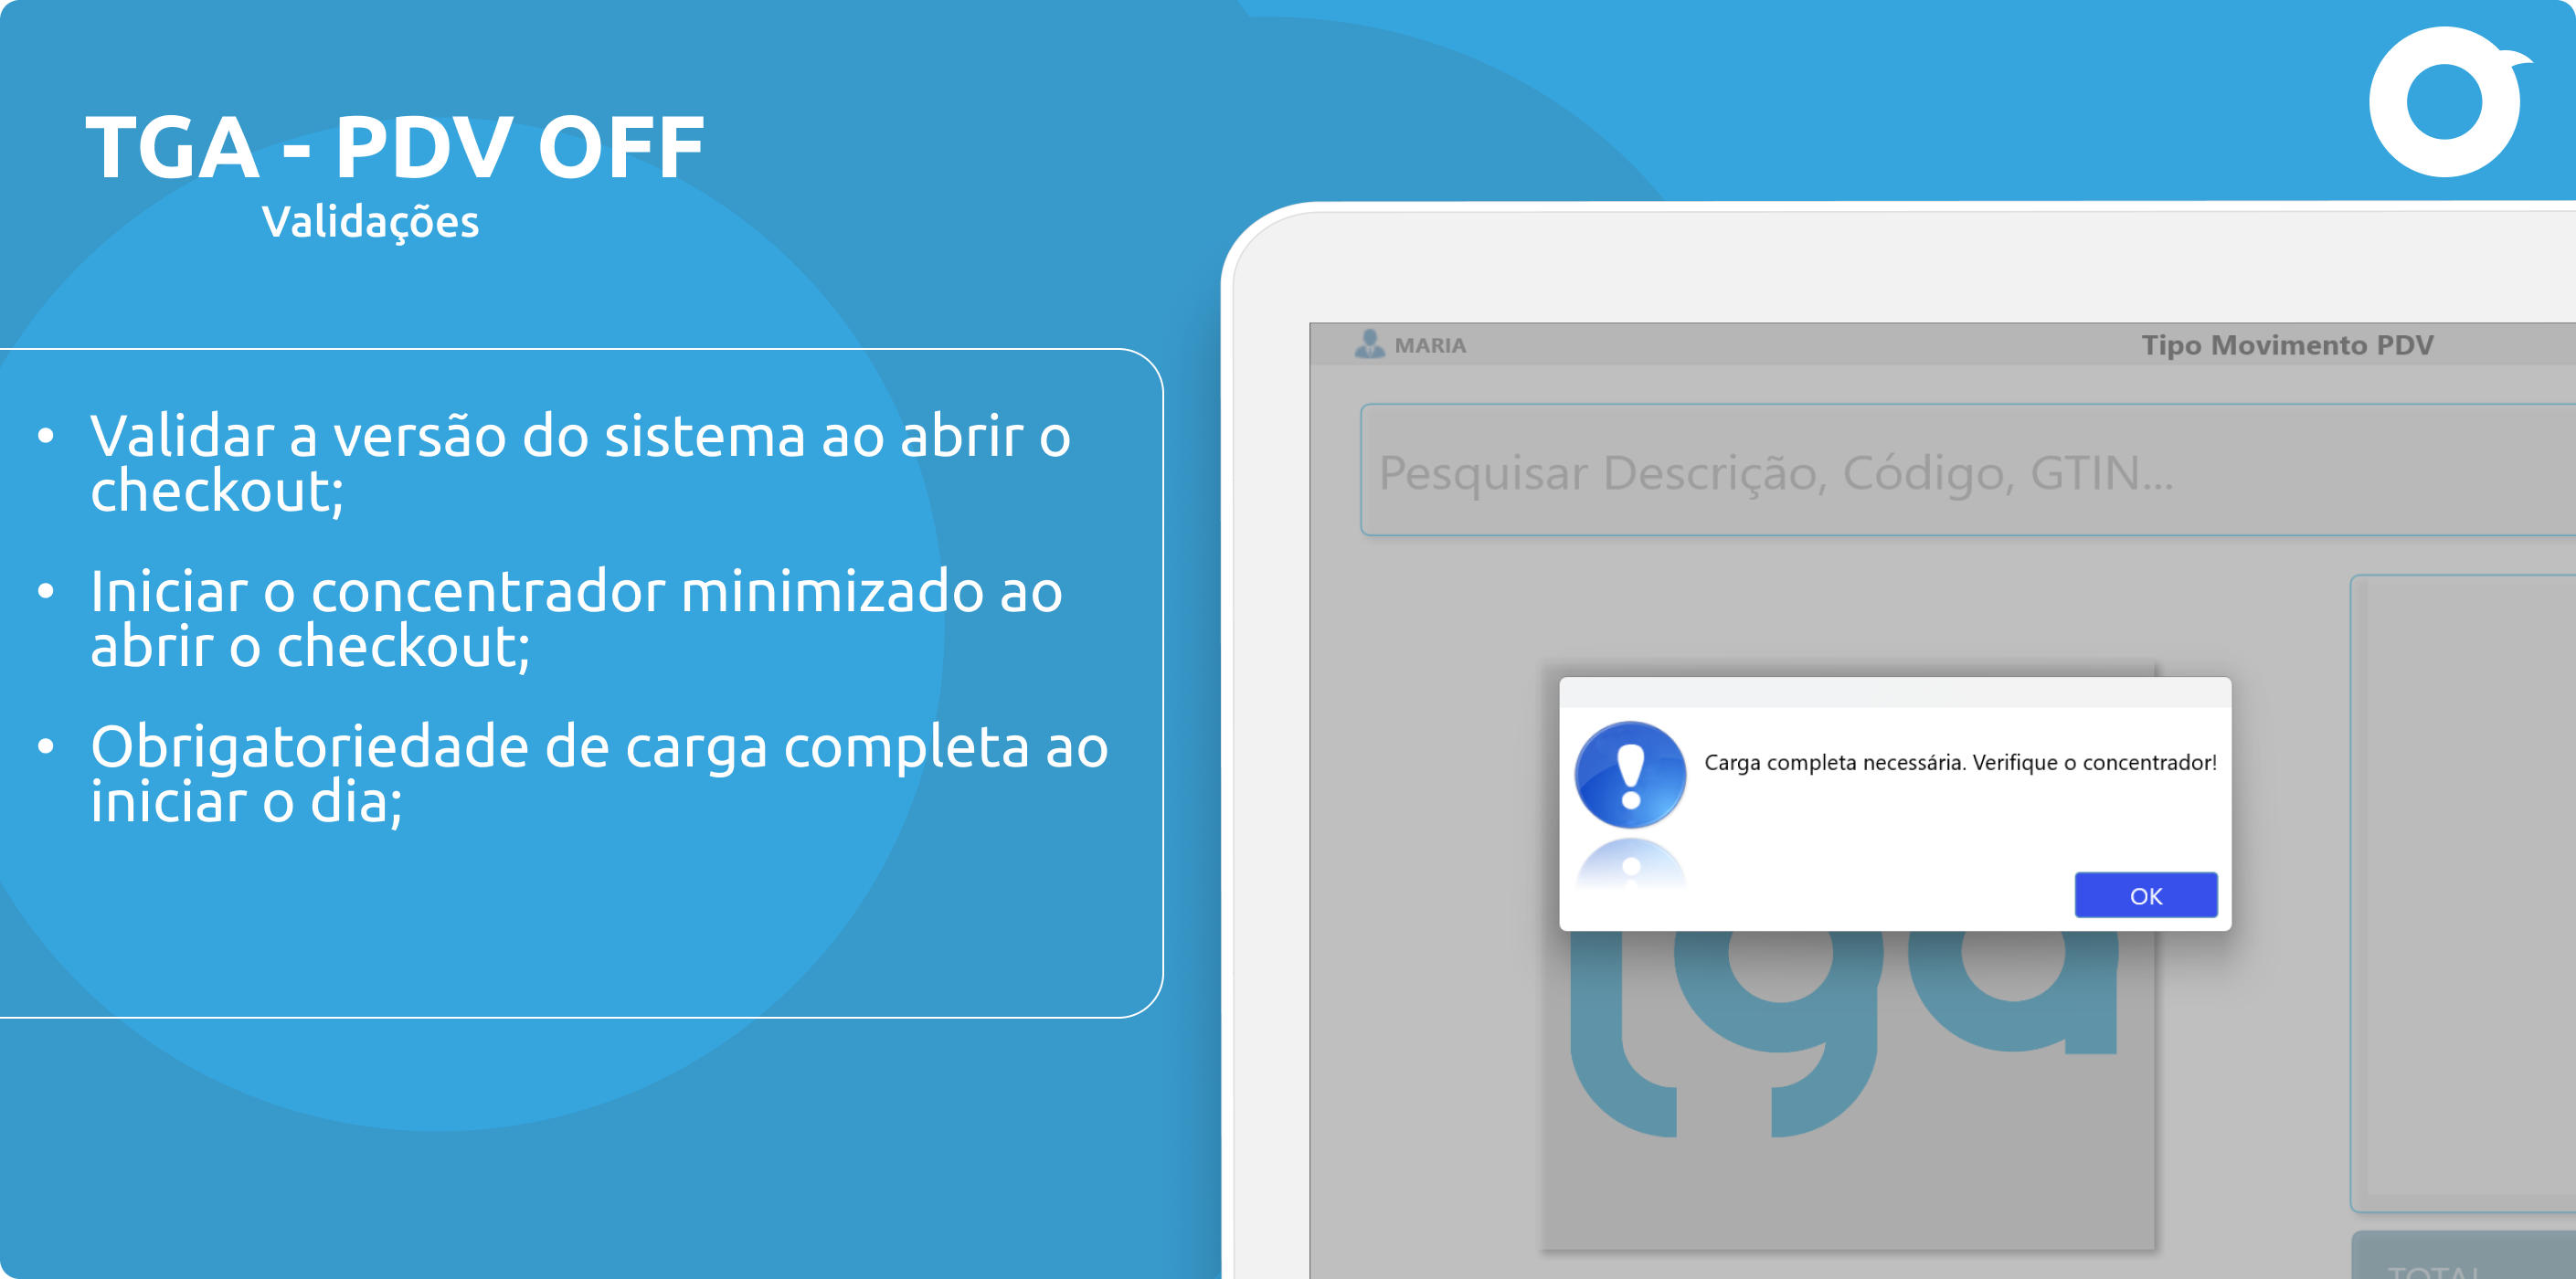 TGA - PDV OFF
Validações
• Validar a versão do sistema ao abrir o
checkout;
• Iniciar o concentrador minimizado ao
abrir o checkout;
• Obrigatoriedade de carga completa ao
iniciar o dia;
MARIA
Tipo Movimento PDV
Pesquisar Descrição, Código, GTIN...
Carga completa necessária. Verifique o concentrador!
OK
tga
TOTAL